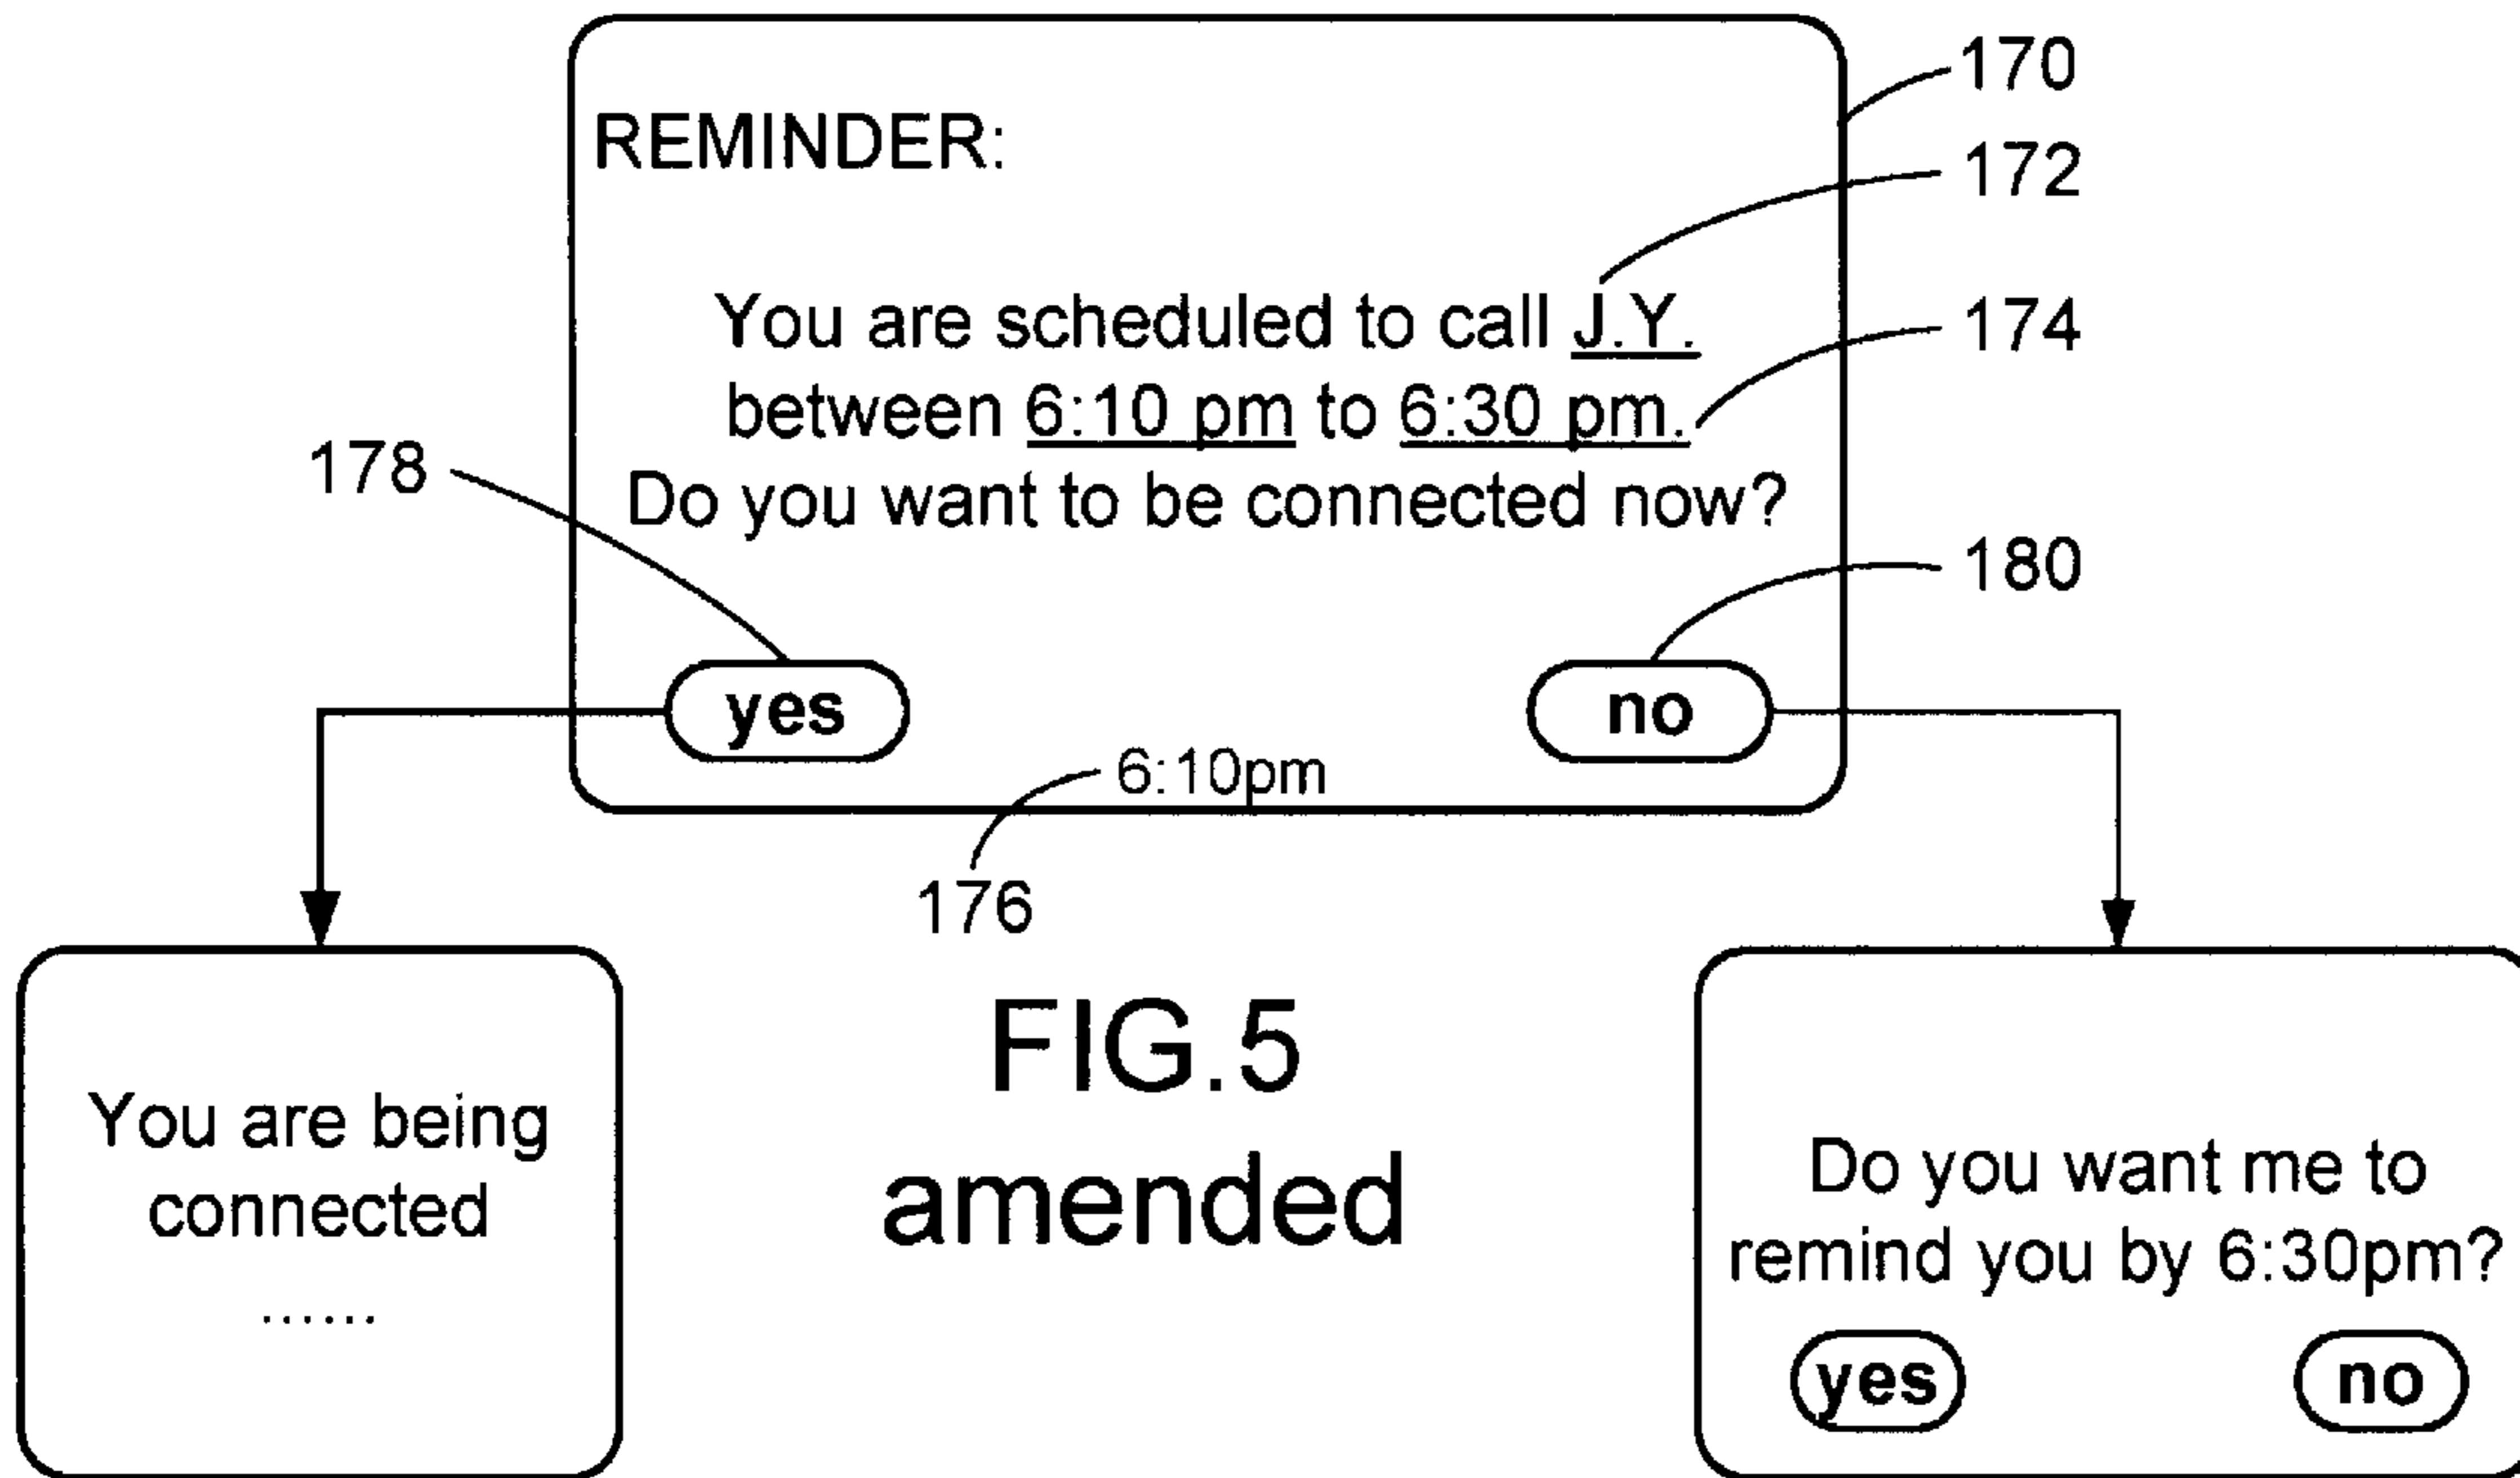 170
REMINDER:
172
You are scheduled to call J.Y.
174
between 6:10 pm to 6:30 pm.
178
Do you want to be connected now?
180
yes
no
6:10pm
176
FIG.5
amended
You are being
connected
......
Do you want me to
remind you by 6:30pm?
yes
no